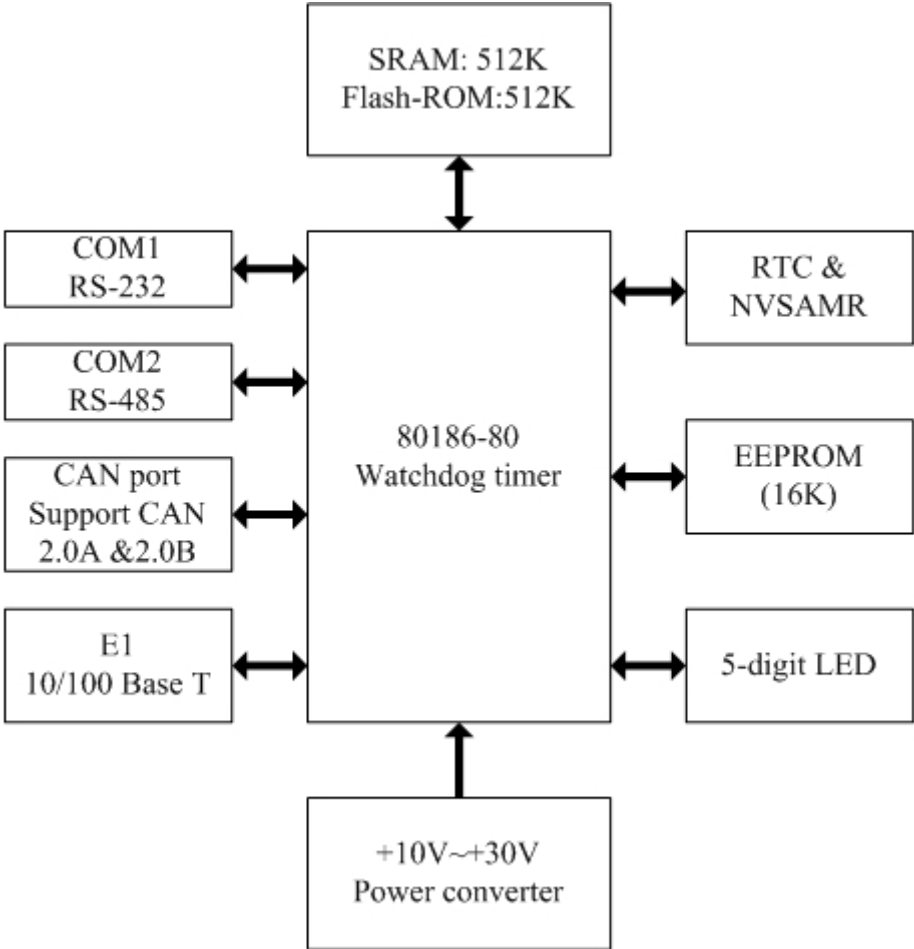 SRAM: 512K
Flash-ROM:512K
COM1
RS-232
COM2
RS-485
CAN port
Support CAN
2.0A &2.0B
E1
10/100 Base T
80186-80
Watchdog timer
RTC &
NVSAMR
EEPROM
(16K)
5-digit LED
+10V~+30V
Power converter